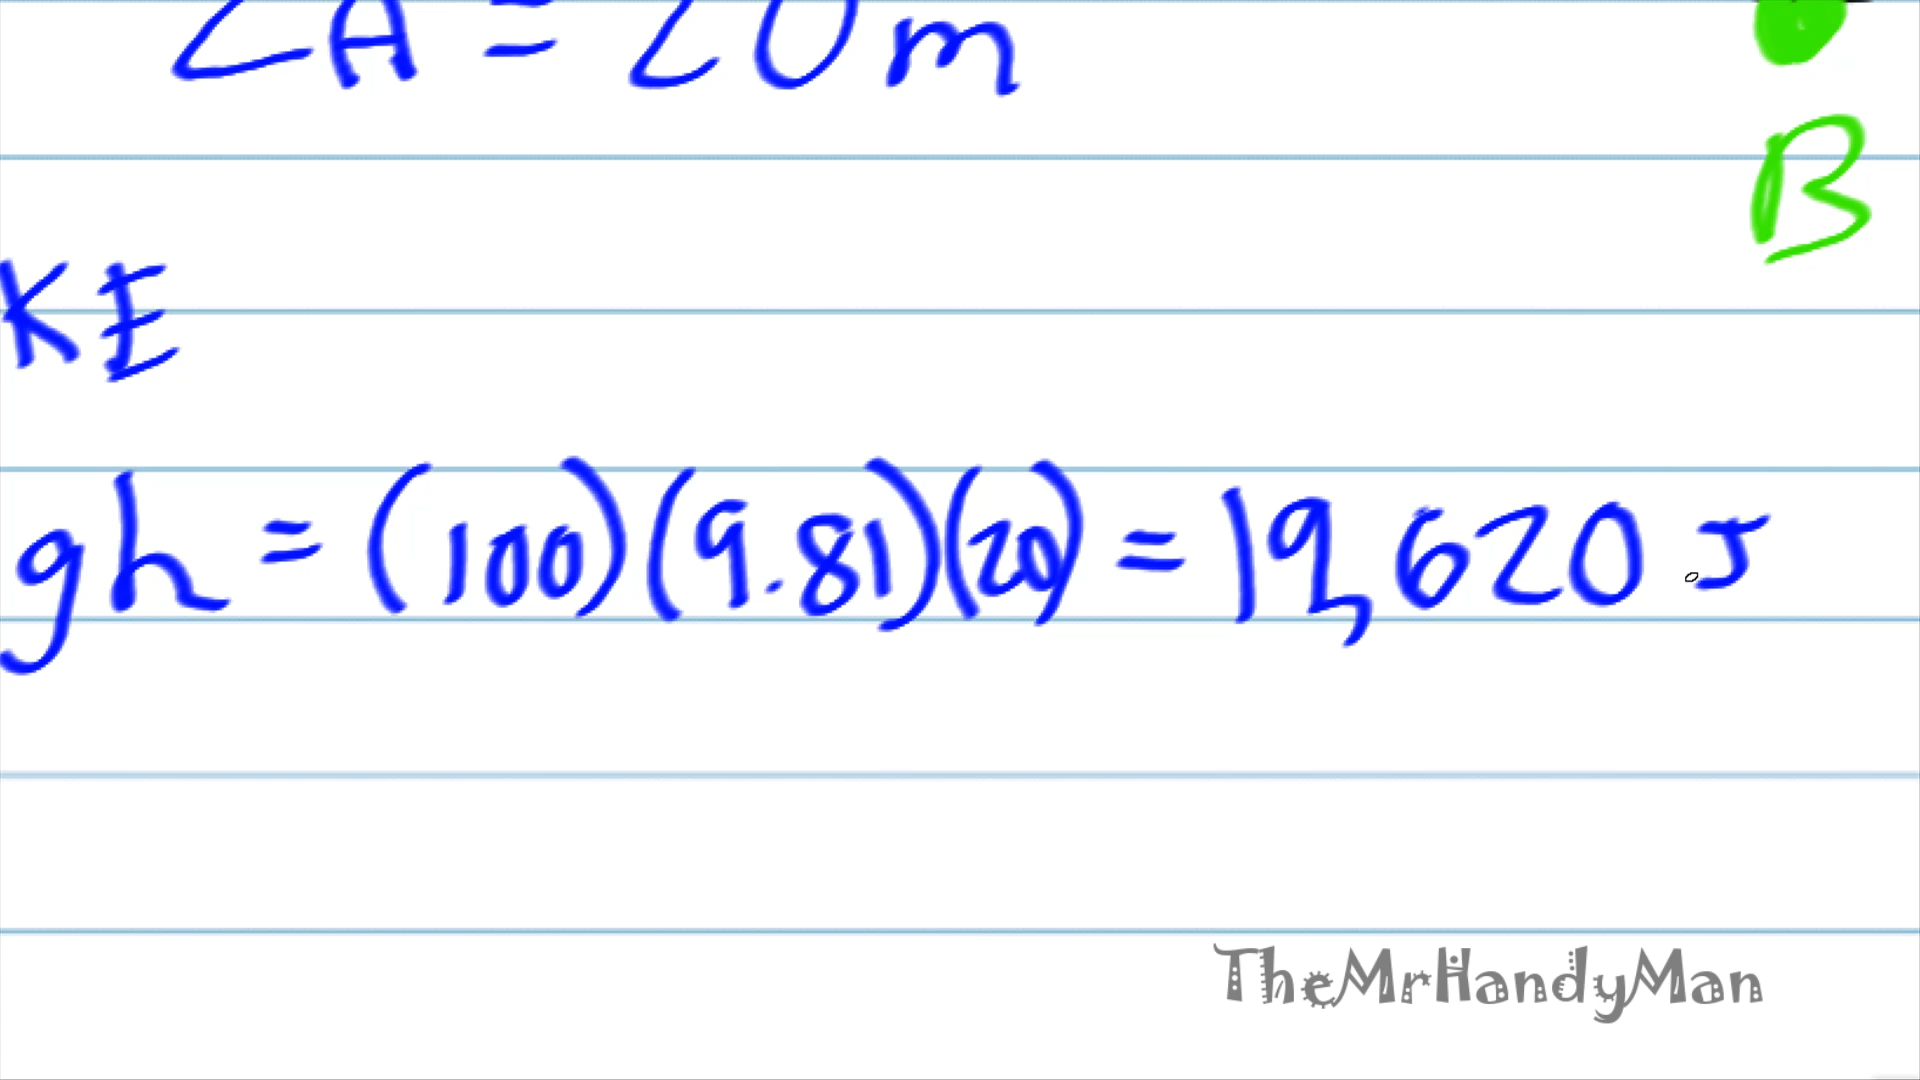 ZA = 20m
B
KE
gh = (100)(9.81)(20) = 19,620 J
TheMrHandyMan